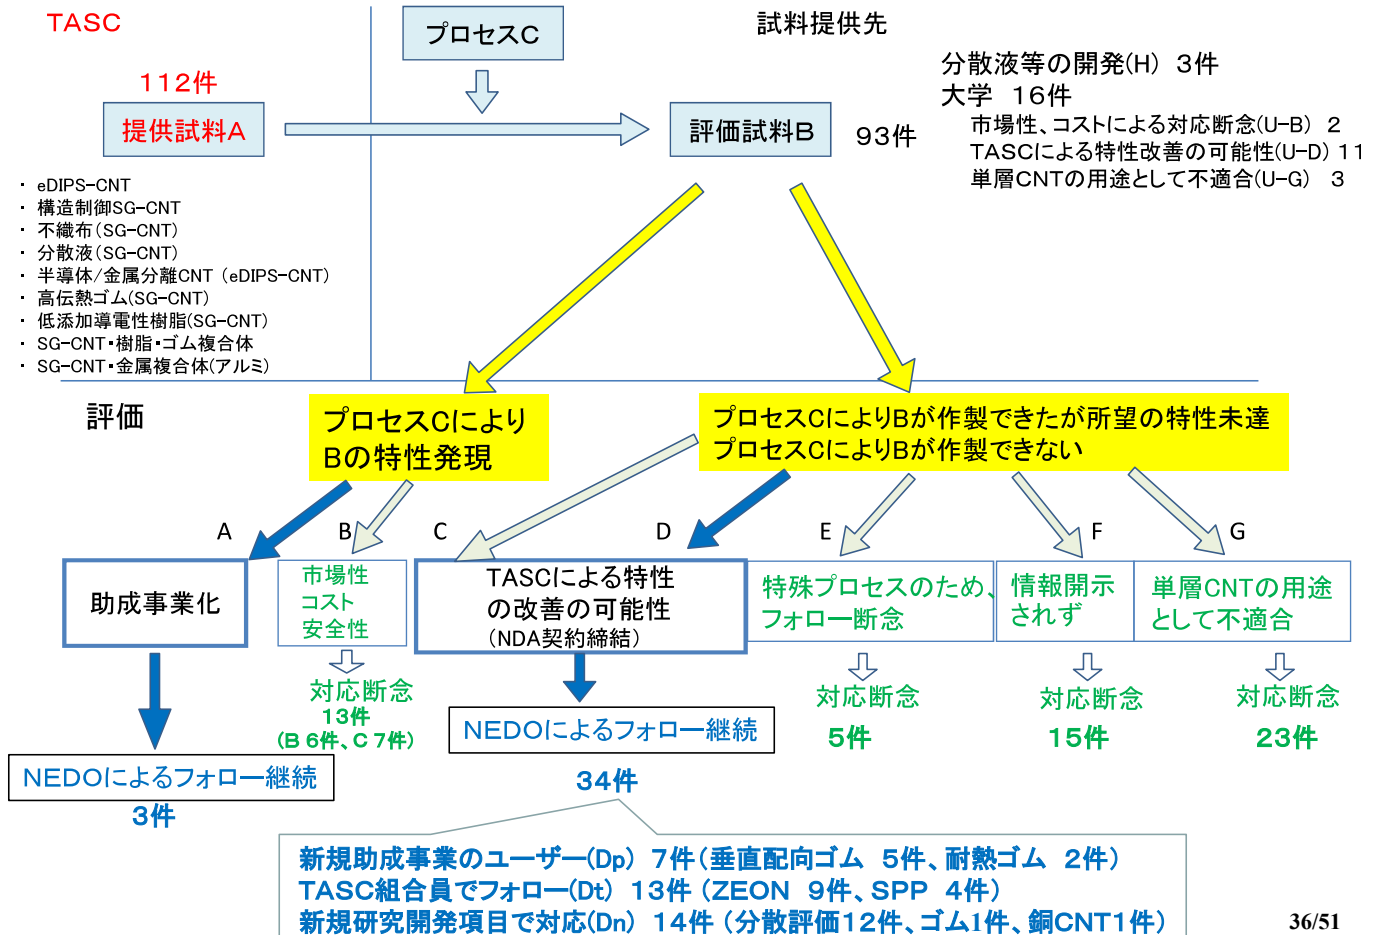 TASC
プロセスC
試料提供先
112件
提供試料A
評価試料B
93件
分散液等の開発(H) 3件
大学 16件
市場性、コストによる対応断念(U-B) 2
TASCによる特性改善の可能性(U-D) 11
単層CNTの用途として不適合(U-G) 3
・ eDIPS-CNT
・ 構造制御SG-CNT
・ 不織布(SG-CNT)
・ 分散液(SG-CNT)
・ 半導体/金属分離CNT (eDIPS-CNT)
・ 高伝熱ゴム(SG-CNT)
・ 低添加導電性樹脂(SG-CNT)
・ SG-CNT・樹脂・ゴム複合体
・ SG-CNT・金属複合体(アルミ)
評価
プロセスCにより
Bの特性発現
プロセスCによりBが作製できたが所望の特性未達
プロセスCによりBが作製できない
A
B
C
D
E
F
G
助成事業化
市場性
コスト
安全性
TASCによる特性
の改善の可能性
(NDA契約締結)
特殊プロセスのため、
フォロー断念
情報開示
されず
単層CNTの用途
として不適合
対応断念
13件
(B 6件、C 7件)
対応断念
5件
対応断念
15件
対応断念
23件
NEDOによるフォロー継続
34件
NEDOによるフォロー継続
3件
新規助成事業のユーザー(Dp) 7件(垂直配向ゴム 5件、耐熱ゴム 2件)
TASC組合員でフォロー(Dt) 13件 (ZEON 9件、SPP 4件)
新規研究開発項目で対応(Dn) 14件 (分散評価12件、ゴム1件、銅CNT1件)
36/51